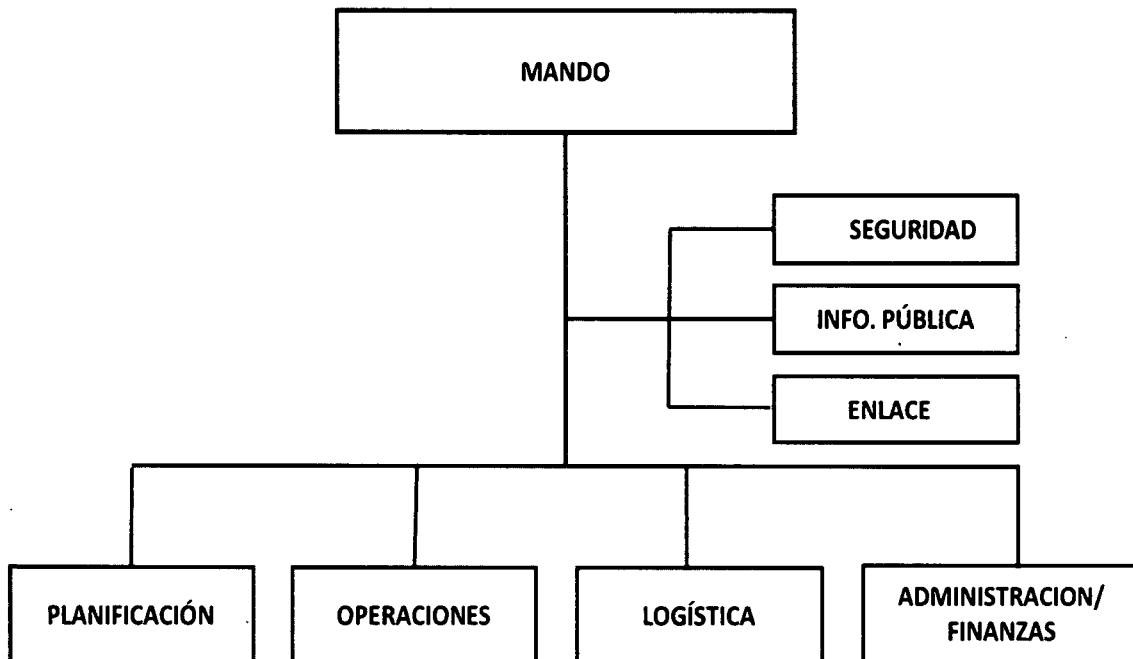 MANDO
SEGURIDAD
INFO. PÚBLICA
ENLACE
PLANIFICACIÓN
OPERACIONES
LOGÍSTICA
ADMINISTRACION/
FINANZAS